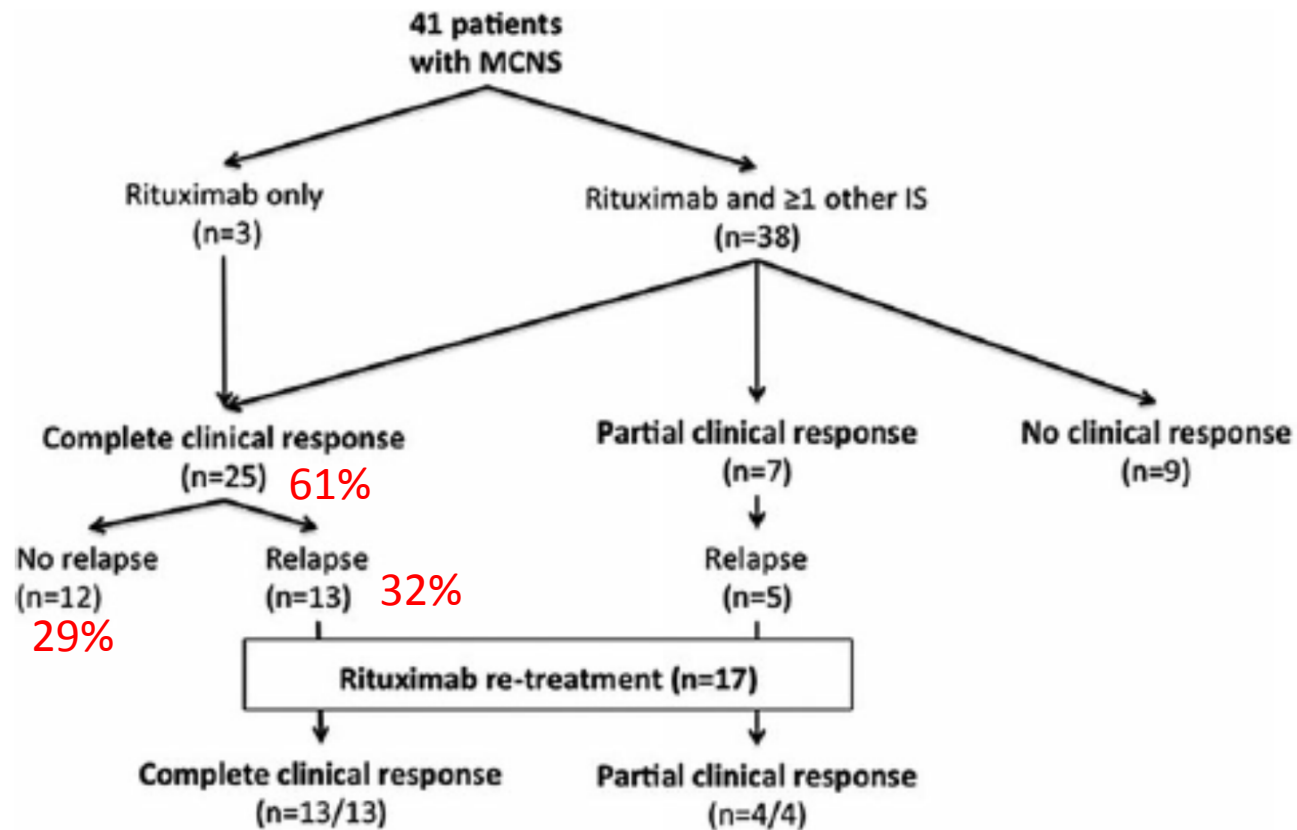 41 patients
with MCNS
Rituximab only
(n=3)
Rituximab and ≥1 other IS
(n=38)
Complete clinical response
(n=25)
61%
Partial clinical response
(n=7)
No clinical response
(n=9)
No relapse
(n=12)
29%
Relapse
(n=13)
32%
Relapse
(n=5)
Rituximab re-treatment (n=17)
Complete clinical response
(n=13/13)
Partial clinical response
(n=4/4)